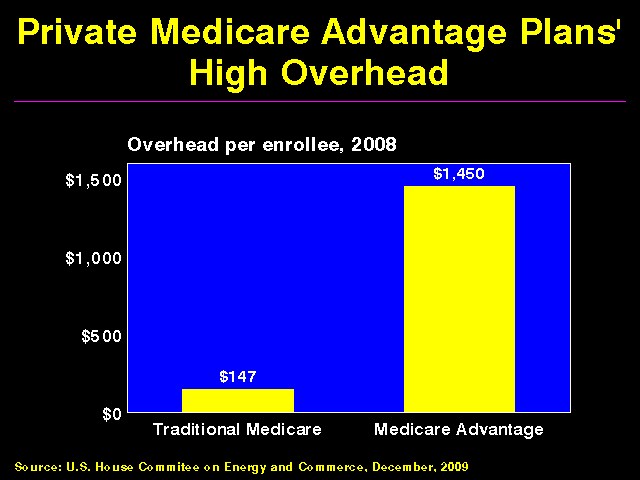 Private Medicare Advantage Plans'
High Overhead
Overhead per enrollee, 2008
$1,500
$1,000
$500
$0
$147
$1,450
Traditional Medicare
Medicare Advantage
Source: U.S. House Commitee on Energy and Commerce, December, 2009